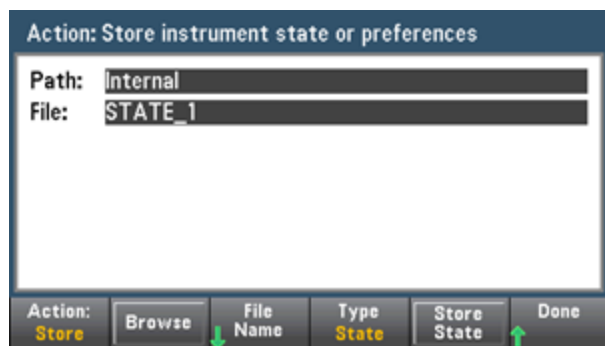 Action: Store instrument state or preferences
Path: Internal
File: STATE_1
Action: Store
Browse
File Name
Type State
Store State
Done